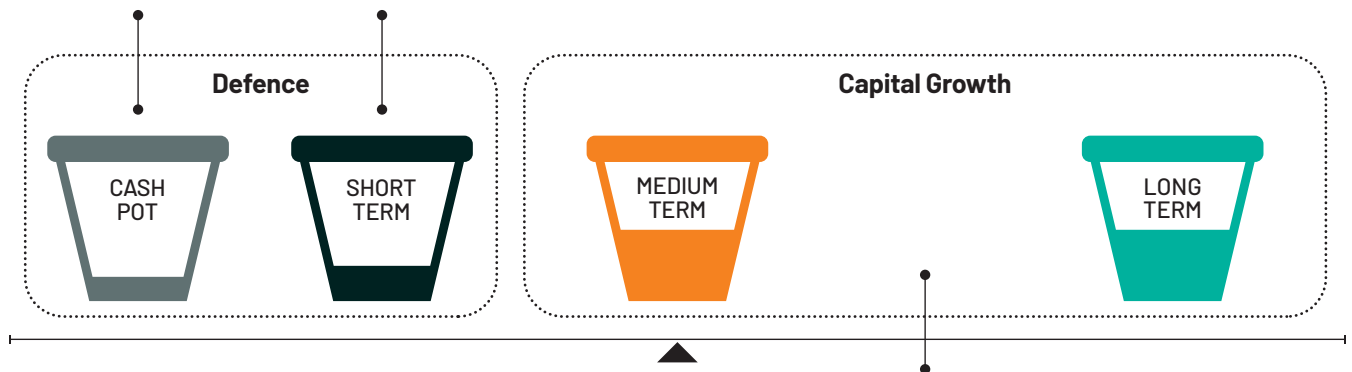 Defence
Capital Growth
CASH
POT
SHORT
TERM
MEDIUM
TERM
LONG
TERM